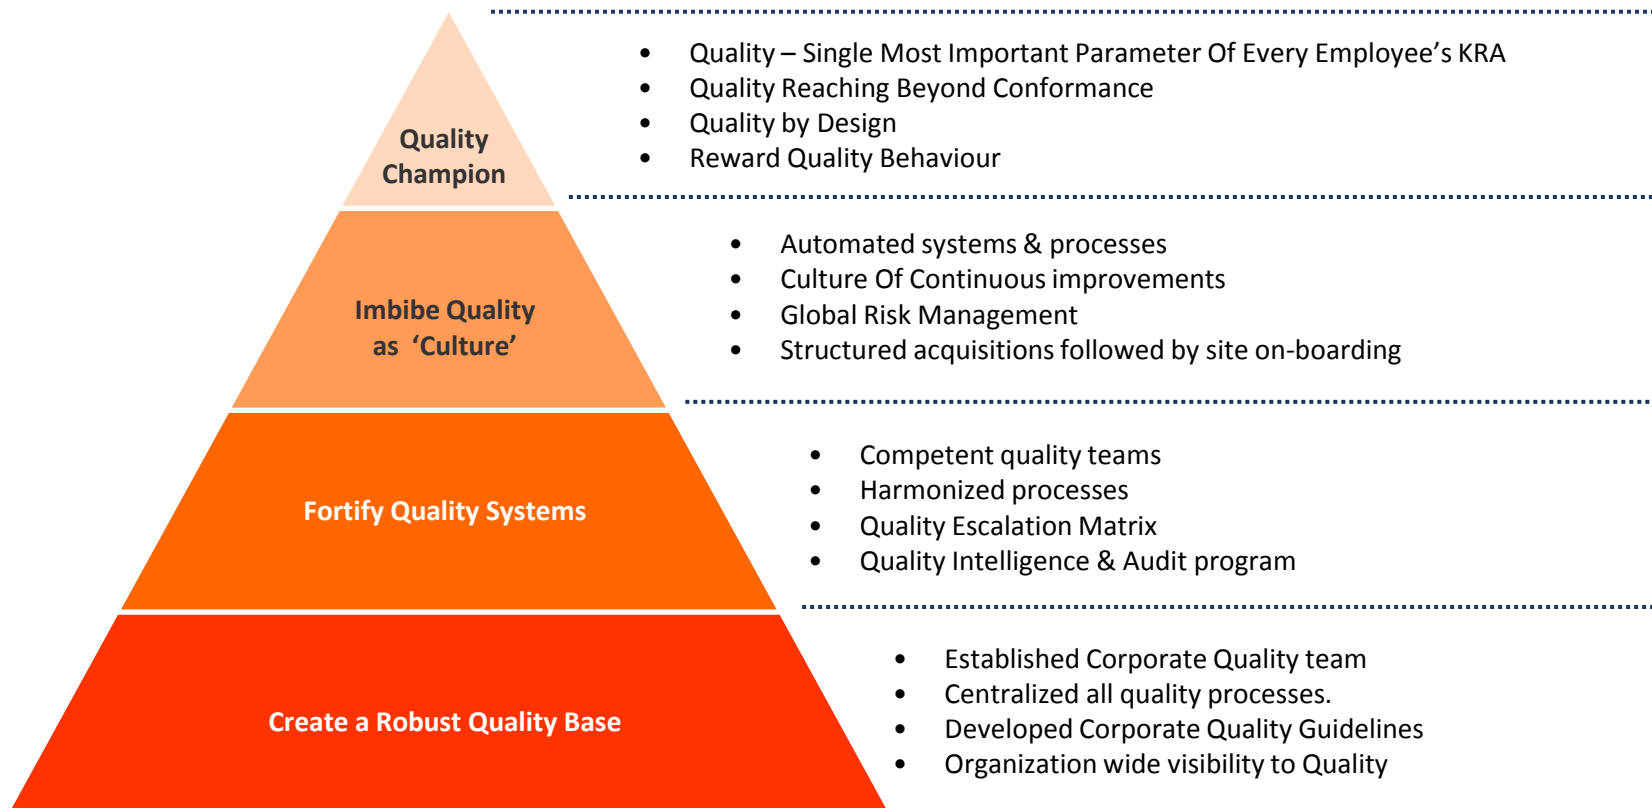 Quality
Champion
• Quality – Single Most Important Parameter Of Every Employee’s KRA
• Quality Reaching Beyond Conformance
• Quality by Design
• Reward Quality Behaviour
Imbibe Quality
as ‘Culture’
• Automated systems & processes
• Culture Of Continuous improvements
• Global Risk Management
• Structured acquisitions followed by site on-boarding
Fortify Quality Systems
• Competent quality teams
• Harmonized processes
• Quality Escalation Matrix
• Quality Intelligence & Audit program
Create a Robust Quality Base
• Established Corporate Quality team
• Centralized all quality processes.
• Developed Corporate Quality Guidelines
• Organization wide visibility to Quality